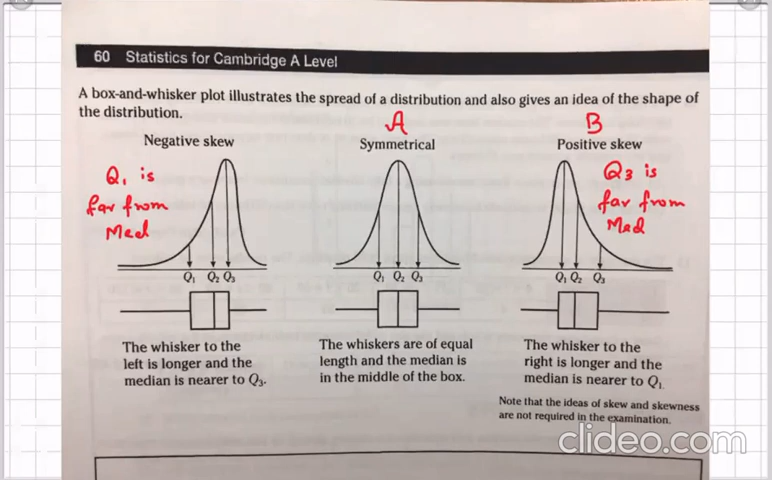 60 Statistics for Cambridge A Level
A box-and-whisker plot illustrates the spread of a distribution and also gives an idea of the shape of
the distribution.
A
B
Negative skew
Symmetrical
Positive skew
Q1 is
far from
Med
Q3 is
far from
Med
Q1 Q2 Q3
Q1 Q2 Q3
Q1 Q2 Q3
The whisker to the
left is longer and the
median is nearer to Q3.
The whiskers are of equal
length and the median is
in the middle of the box.
The whisker to the
right is longer and the
median is nearer to Q1
Note that the ideas of skew and skewness
are not required in the examination.
clideo.com